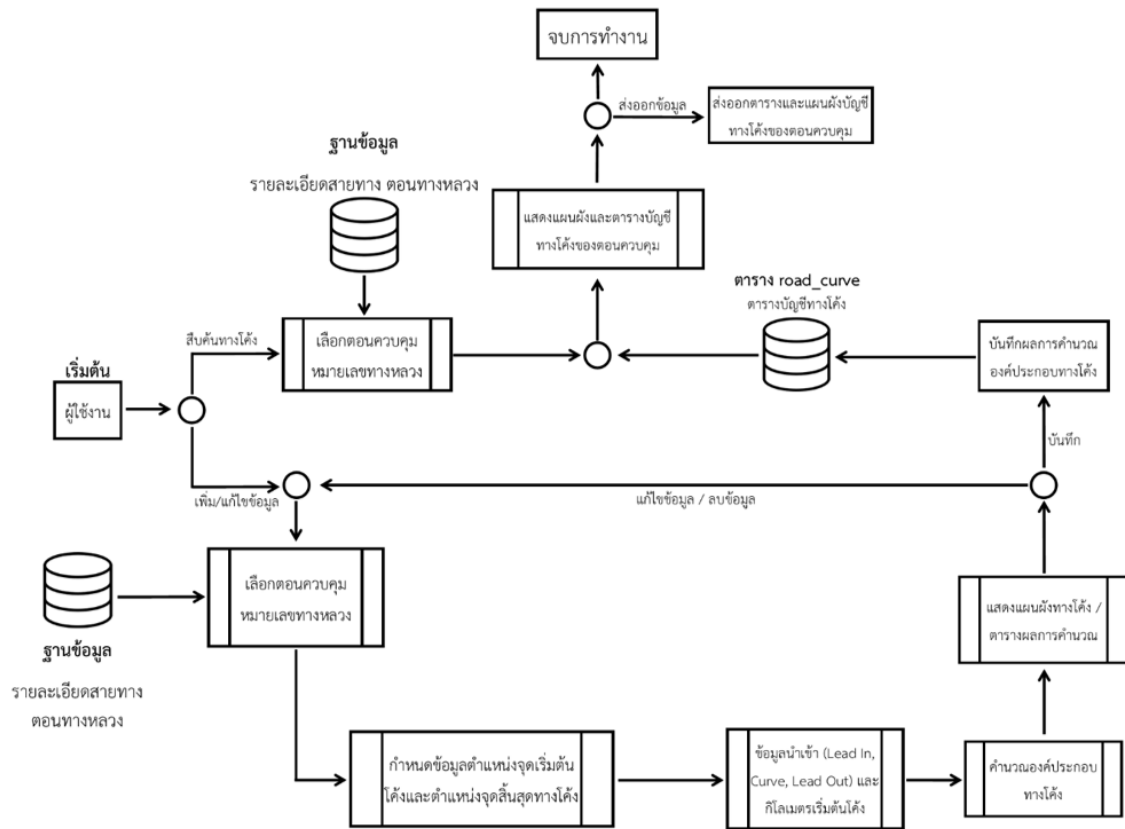 จบการทำงาน
ส่งออกข้อมูล
ส่งออกตารางและแผนผังบัญชี
ทางโค้งของตอนควบคุม
ฐานข้อมูล
รายละเอียดสายทาง ตอนทางหลวง
แสดงแผนผังและตารางบัญชี
ทางโค้งของตอนควบคุม
ตาราง road_curve
ตารางบัญชีทางโค้ง
สืบค้นทางโค้ง
เลือกตอนควบคุม
หมายเลขทางหลวง
บันทึกผลการคำนวณ
องค์ประกอบทางโค้ง
เริ่มต้น
ผู้ใช้งาน
บันทึก
เพิ่ม/แก้ไขข้อมูล
แก้ไขข้อมูล / ลบข้อมูล
เลือกตอนควบคุม
หมายเลขทางหลวง
แสดงแผนผังทางโค้ง /
ตารางผลการคำนวณ
ฐานข้อมูล
รายละเอียดสายทาง
ตอนทางหลวง
กำหนดข้อมูลตำแหน่งจุดเริ่มต้น
โค้งและตำแหน่งจุดสิ้นสุดทางโค้ง
ข้อมูลนำเข้า (Lead In,
Curve, Lead Out) และ
กิโลเมตรเริ่มต้นโค้ง
คำนวณองค์ประกอบ
ทางโค้ง